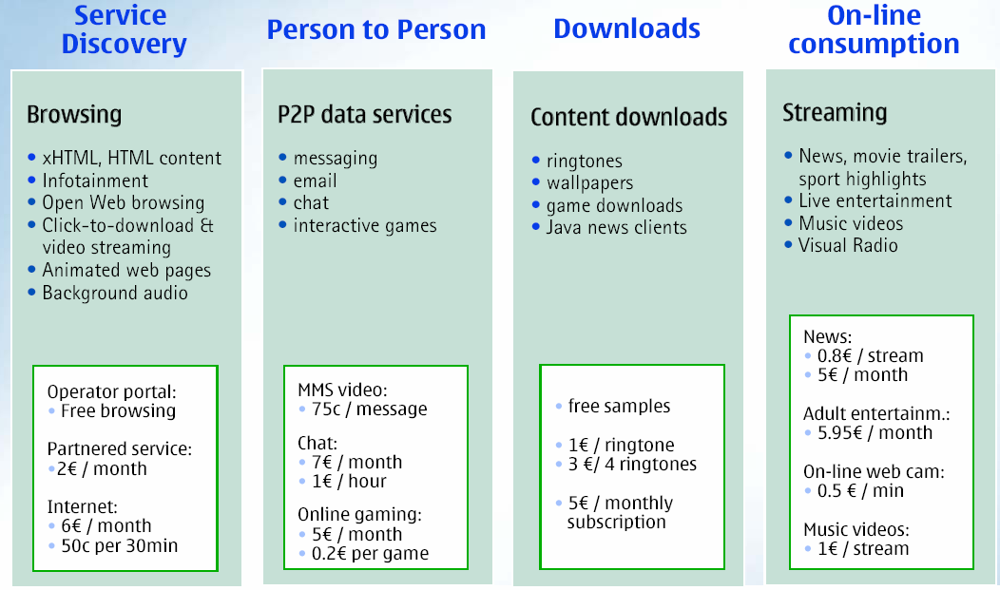 Service
Discovery
Browsing
• xHTML, HTML content
• Infotainment
• Open Web browsing
• Click-to-download &
video streaming
• Animated web pages
• Background audio
Operator portal:
• Free browsing
Partnered service:
•2€ / month
Internet:
• 6€ / month
• 50c per 30min
Person to Person
P2P data services
• messaging
• email
• chat
• interactive games
MMS video:
• 75c / message
Chat:
• 7€ / month
• 1€ / hour
Online gaming:
• 5€ / month
• 0.2€ per game
Downloads
Content downloads
• ringtones
• wallpapers
• game downloads
• Java news clients
• free samples
• 1€ / ringtone
• 3 €/ 4 ringtones
• 5€ / monthly
subscription
On-line
consumption
Streaming
• News, movie trailers,
sport highlights
• Live entertainment
• Music videos
• Visual Radio
News:
• 0.8€ / stream
• 5€ / month
Adult entertainm.:
• 5.95€ / month
On-line web cam:
• 0.5 € / min
Music videos:
• 1€ / stream